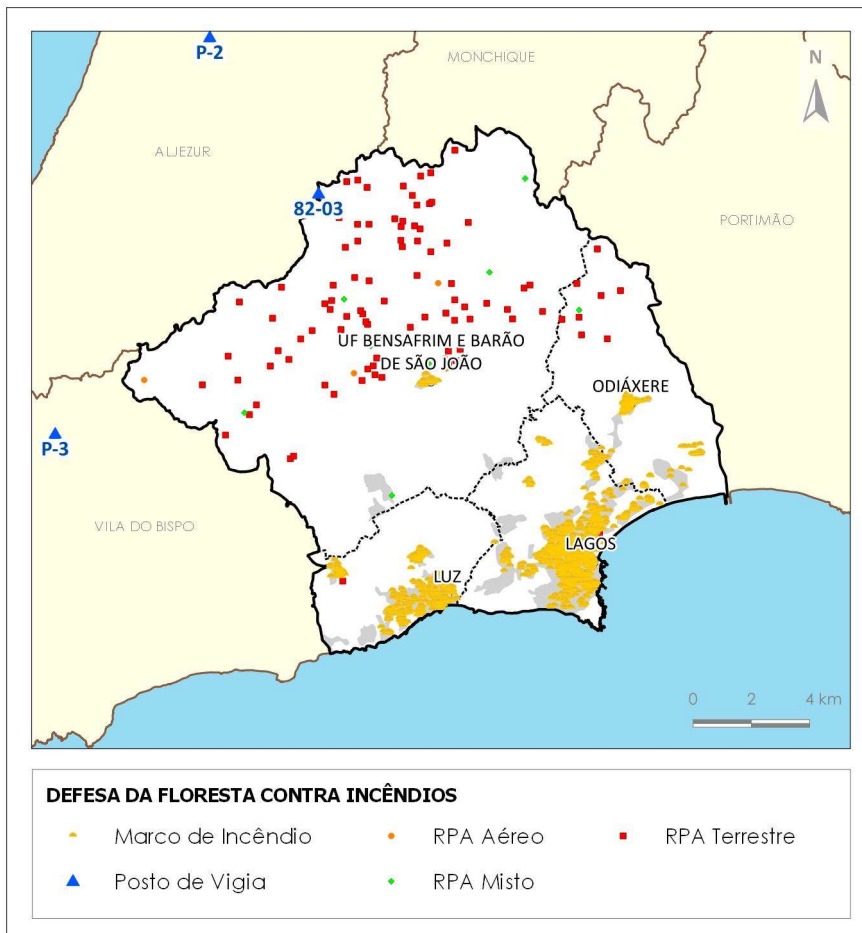 P-2
MONCHIQUE
N
ALJEZUR
82-03
PORTIMÃO
UF BENSAFRIM E BARÃO
DE SÃO JOÃO
ODIÁXERE
P-3
VILA DO BISPO
LAGOS
LUZ
0 2 4 km
DEFESA DA FLORESTA CONTRA INCÊNDIOS
Marco de Incêndio
RPA Aéreo
RPA Terrestre
Posto de Vigia
RPA Misto